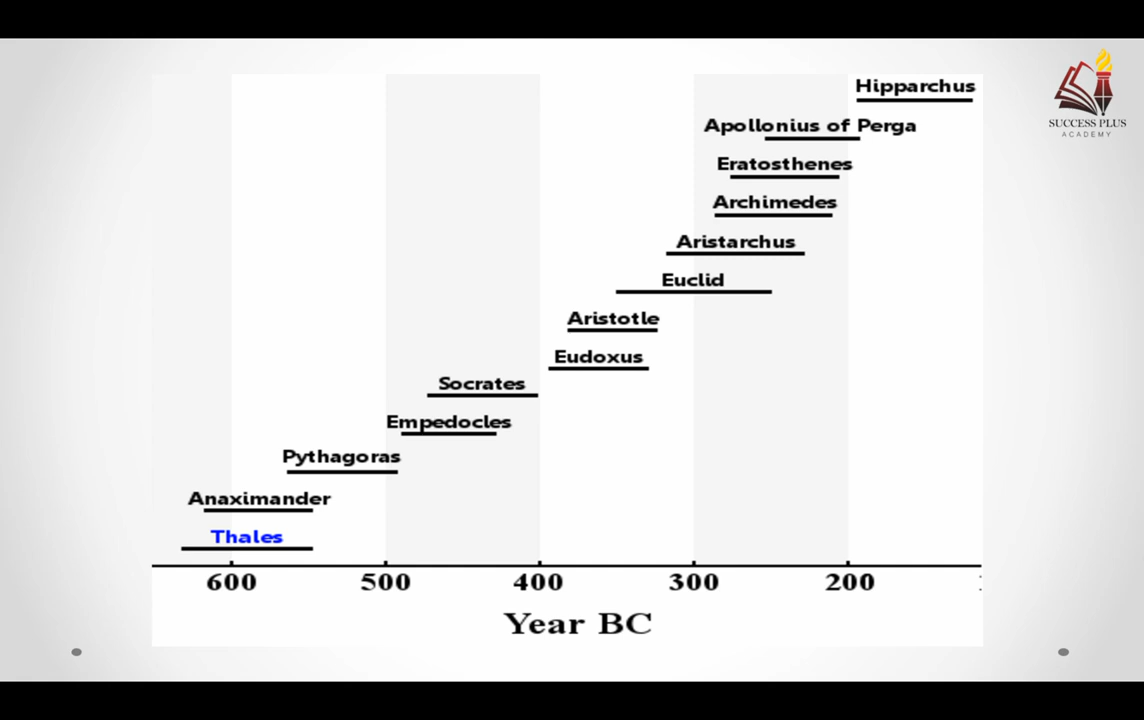 Hipparchus
Apollonius of Perga
Eratosthenes
Archimedes
Aristarchus
Euclid
Aristotle
Eudoxus
Socrates
Empedocles
Pythagoras
Anaximander
Thales
600 500 400 300 200
Year BC
SUCCESS PLUS
ACADEMY